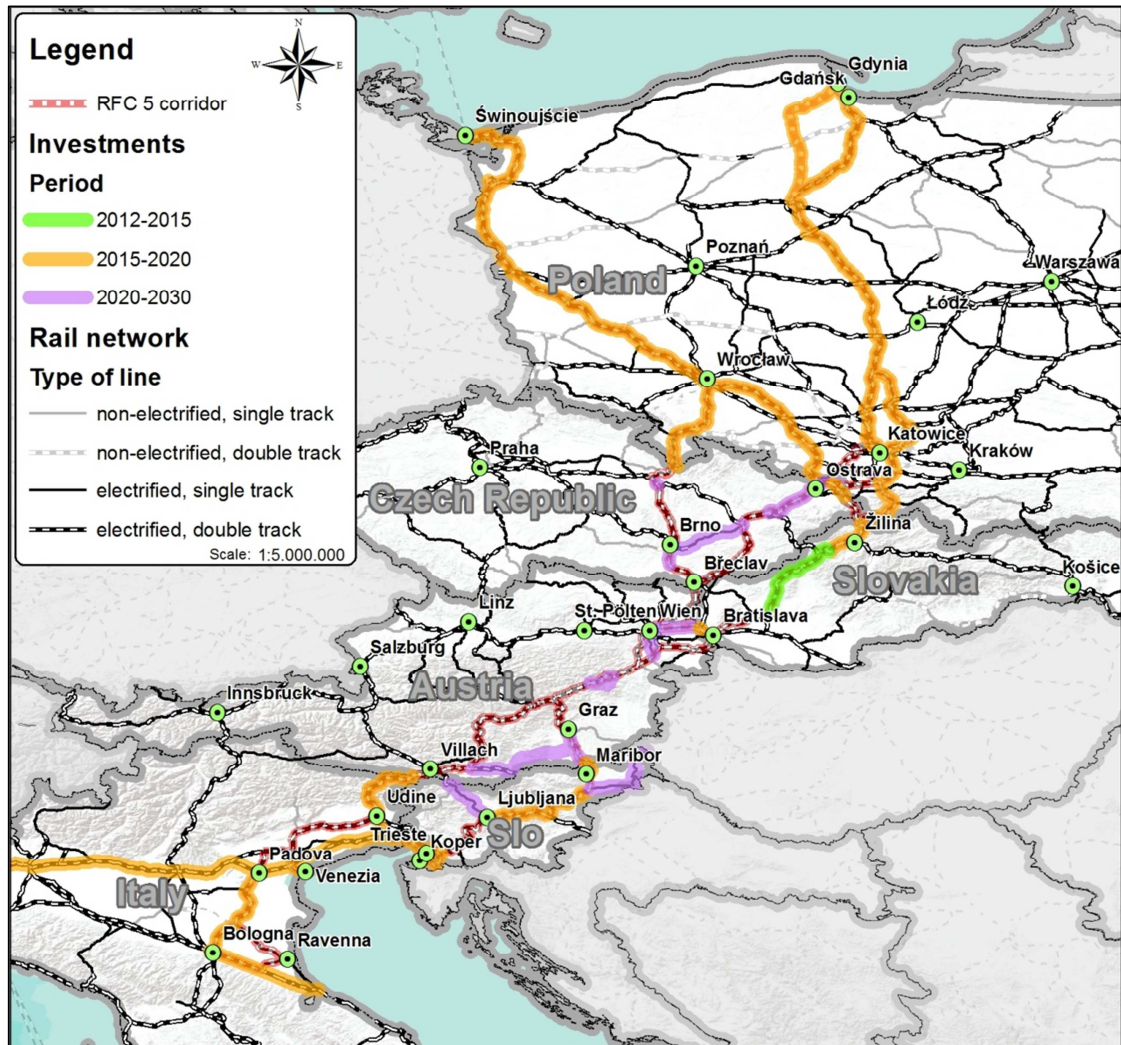 Legend
N
W
E
S
RFC 5 corridor
Investments
Period
2012-2015
2015-2020
2020-2030
Rail network
Type of line
non-electrified, single track
non-electrified, double track
electrified, single track
electrified, double track
Scale: 1:5.000.000
Gdynia
Gdańsk
Świnoujście
Poznań
Warszawa
Poland
Łódź
Wrocław
Katowice
Kraków
Praha
Ostrava
Czech Republic
Žilina
Brno
Břeclav
Slovakia
Košice
Linz
St. Pölten
Wien
Bratislava
Salzburg
Austria
Innsbruck
Graz
Villach
Maribor
Udine
Ljubljana
Trieste
Slo
Koper
Padova
Venezia
Italy
Bologna
Ravenna